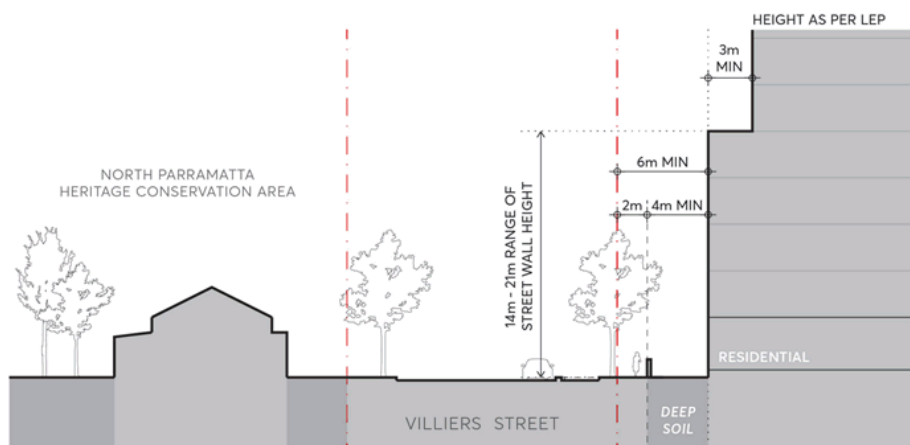 HEIGHT AS PER LEP
3m
MIN
6m MIN
2m
4m MIN
14m - 21m RANGE OF
STREET WALL HEIGHT
NORTH PARRAMATTA
HERITAGE CONSERVATION AREA
RESIDENTIAL
VILLIERS STREET
DEEP
SOIL